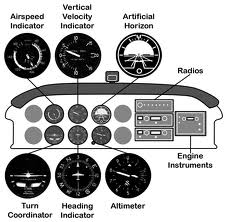 Airspeed
Indicator
Vertical
Velocity
Indicator
Artificial
Horizon
Radios
Engine
Instruments
Turn
Coordinator
Heading
Indicator
Altimeter